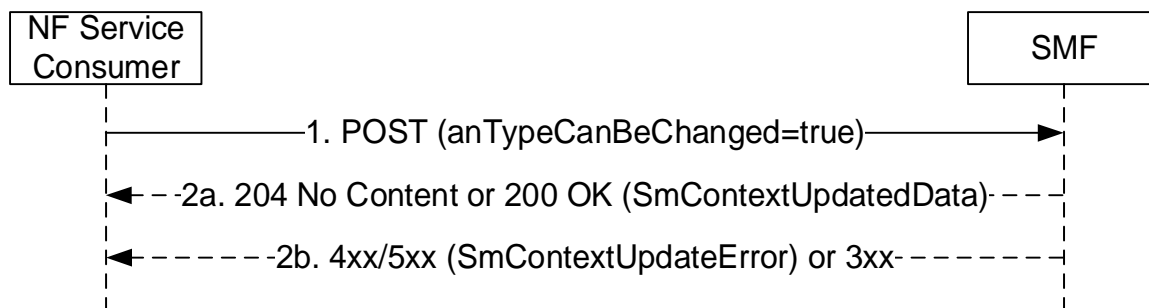 NF Service
Consumer
SMF
1. POST (anTypeCanBeChanged=true)
2a. 204 No Content or 200 OK (SmContextUpdatedData)
2b. 4xx/5xx (SmContextUpdateError) or 3xx